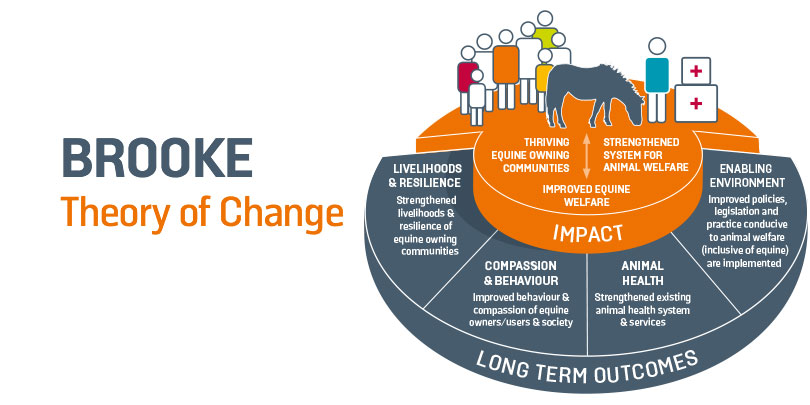 BROOKE
Theory of Change
THRIVING
EQUINE OWNING
COMMUNITIES
STRENGTHENED
SYSTEM FOR
ANIMAL WELFARE
IMPROVED EQUINE
WELFARE
IMPACT
LIVELIHOODS
& RESILIENCE
Strengthened
livelihoods &
resilience of
equine owning
communities
COMPASSION
& BEHAVIOUR
Improved behaviour &
compassion of equine
owners/users & society
ANIMAL
HEALTH
Strengthened existing
animal health system
& services
ENABLING
ENVIRONMENT
Improved policies,
legislation and
practice conducive
to animal welfare
(inclusive of equine)
are implemented
LONG TERM OUTCOMES